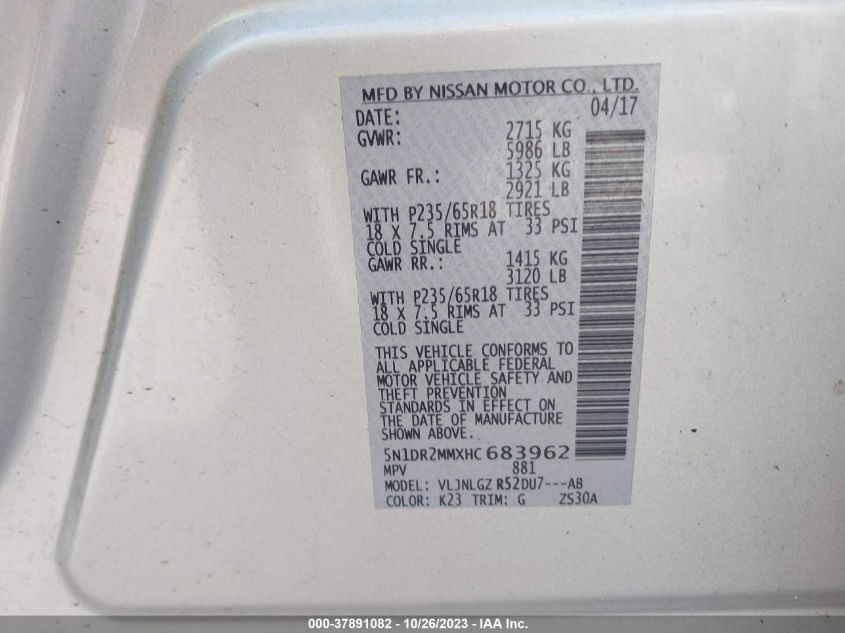 MFD BY NISSAN MOTOR CO., LTD.
DATE: 04/17
GVWR: 2715 KG
5986 LB
GAWR FR.: 1325 KG
2921 LB
WITH P235/65R18 TIRES
18 X 7.5 RIMS AT 33 PSI
COLD SINGLE
GAWR RR.: 1415 KG
3120 LB
WITH P235/65R18 TIRES
18 X 7.5 RIMS AT 33 PSI
COLD SINGLE
THIS VEHICLE CONFORMS TO
ALL APPLICABLE FEDERAL
MOTOR VEHICLE SAFETY AND
THEFT PREVENTION
STANDARDS IN EFFECT ON
THE DATE OF MANUFACTURE
SHOWN ABOVE.
5N1DR2MMXHC683962
MPV 881
MODEL: VLJNLGZ R52DU7---AB
COLOR: K23 TRIM: G ZS30A
000-37891082 - 10/26/2023 - IAA Inc.